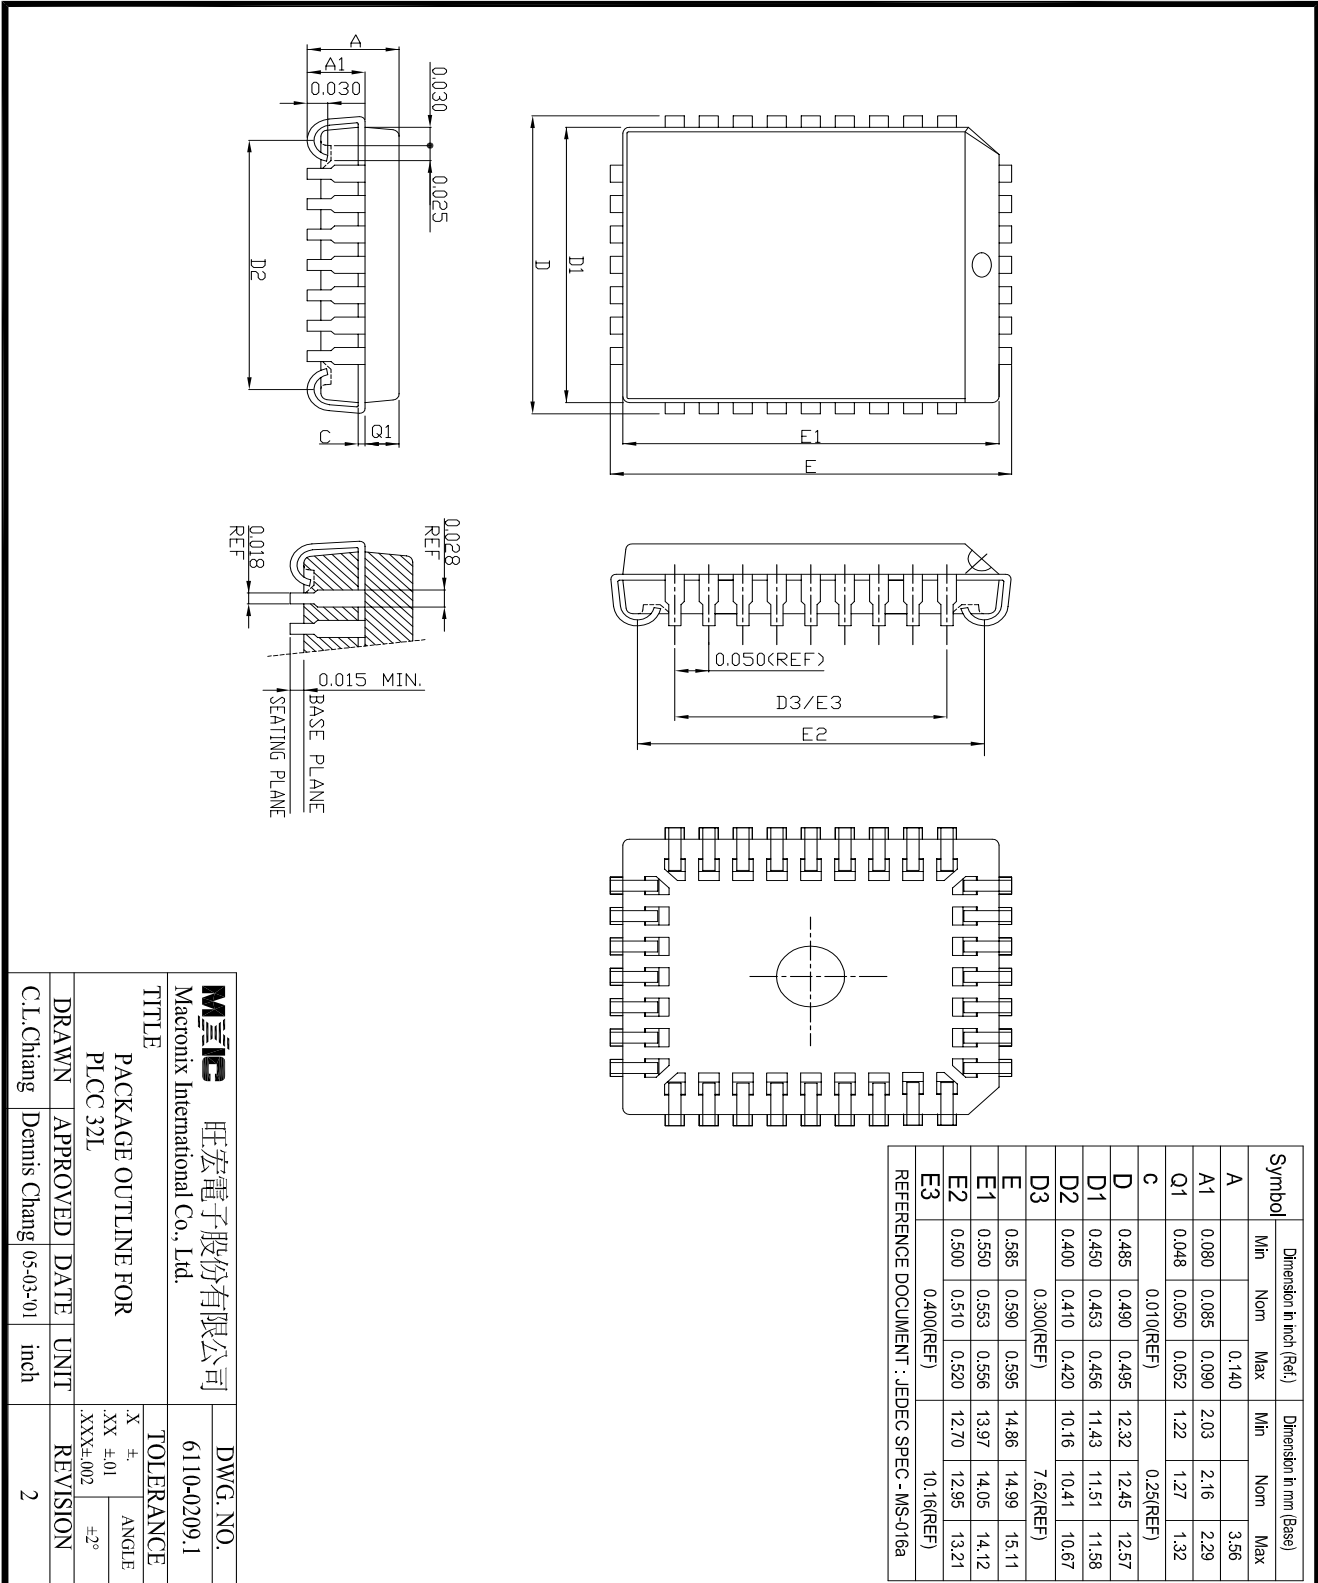 A
A1
0.030
0.030
0.025
D2
C
Q1
D
D1
E1
E
0.018
REF
0.028
REF
0.015 MIN.
BASE PLANE
SEATING PLANE
0.050(REF)
D3/E3
E2
Symbol Dimension in inch (Ref.) Dimension in mm (Base)
Min Nom Max Min Nom Max
A 0.140 3.56
A1 0.080 0.085 0.090 2.03 2.16 2.29
Q1 0.048 0.050 0.052 1.22 1.27 1.32
c 0.010(REF) 0.25(REF)
D 0.485 0.490 0.495 12.32 12.45 12.57
D1 0.450 0.453 0.456 11.43 11.51 11.58
D2 0.400 0.410 0.420 10.16 10.41 10.67
D3 0.300(REF) 7.62(REF)
E 0.585 0.590 0.595 14.86 14.99 15.11
E1 0.550 0.553 0.556 13.97 14.05 14.12
E2 0.500 0.510 0.520 12.70 12.95 13.21
E3 0.400(REF) 10.16(REF)
REFERENCE DOCUMENT : JEDEC SPEC - MS-016a
MXIC 旺宏電子股份有限公司
Macronix International Co., Ltd.
DWG. NO.
6110-0209.1
TITLE
PACKAGE OUTLINE FOR
PLCC 32L
TOLERANCE
.X ±.
.XX ±.01
.XXX±.002
ANGLE
±2°
DRAWN APPROVED DATE UNIT REVISION
C.L.Chiang Dennis Chang 05-03-'01 inch 2